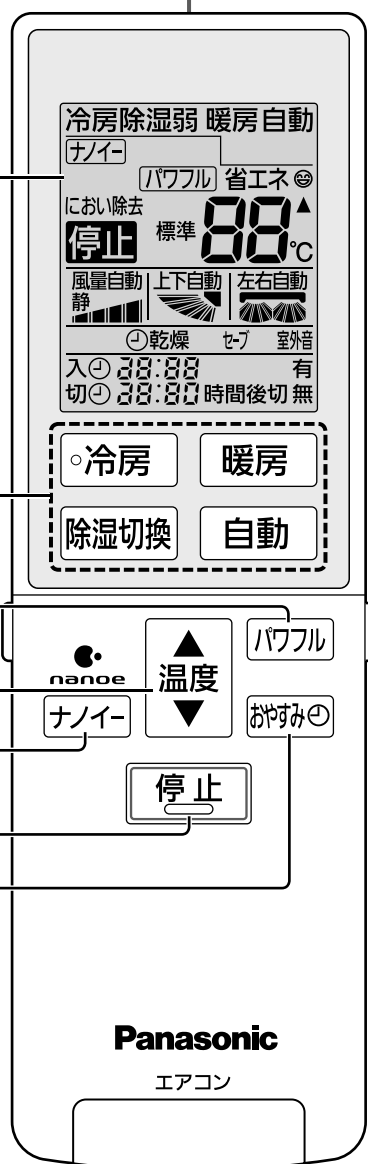 冷房除湿弱 暖房自動
ナノイー
パワフル 省エネ
におい除去
停止 標準 88℃
風量自動 上下自動 左右自動
静
乾燥 セーブ 室外音
入 28:88 有
切 28:80 時間後切 無
冷房 暖房
除湿切換 自動
パワフル
nanoe
▲
温度
▼
ナノイー おやすみ
停止
Panasonic
エアコン